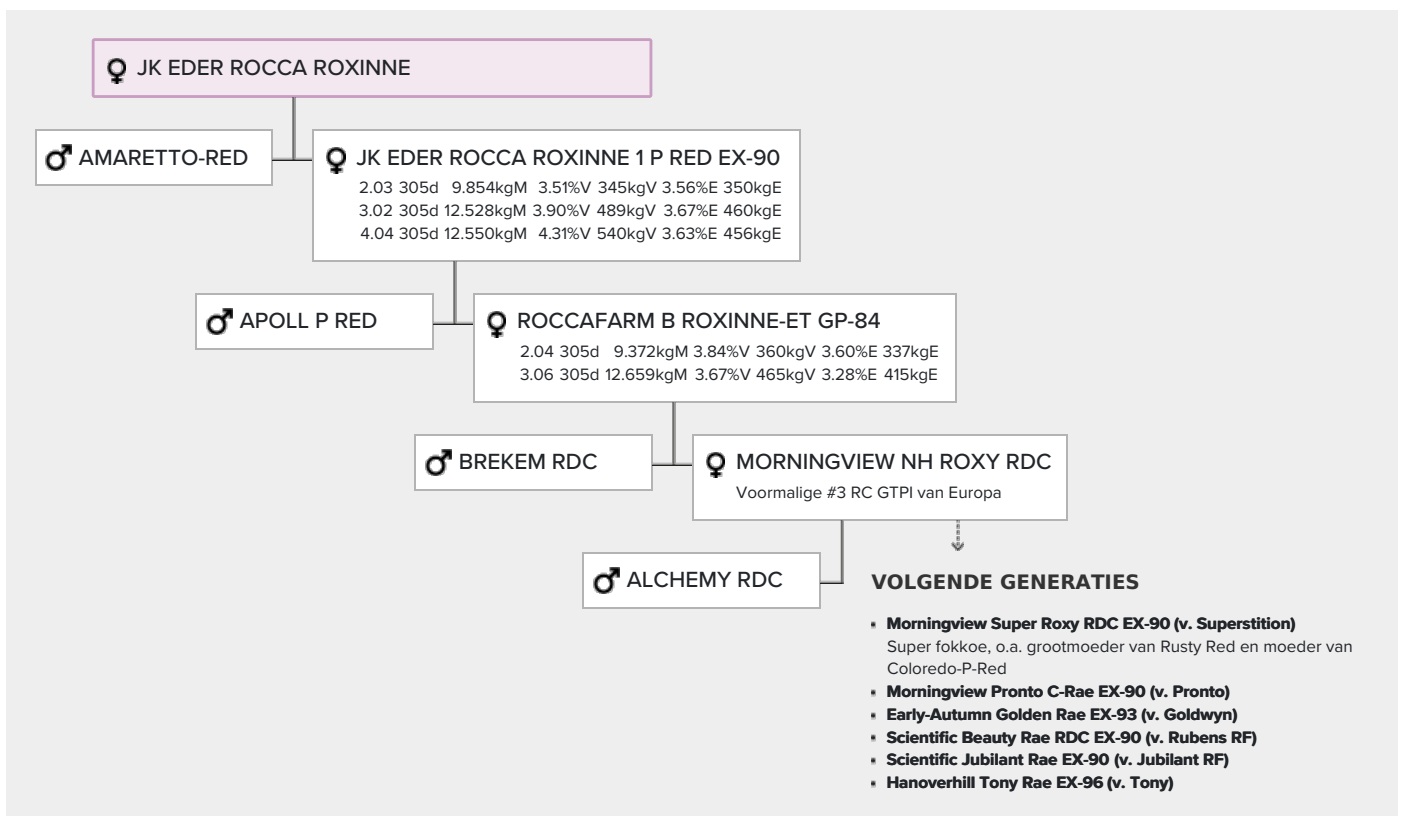 ♀ JK EDER ROCCA ROXINNE
♂ AMARETTO-RED
♀ JK EDER ROCCA ROXINNE 1 P RED EX-90
2.03 305d 9.854kgM 3.51%V 345kgV 3.56%E 350kgE
3.02 305d 12.528kgM 3.90%V 489kgV 3.67%E 460kgE
4.04 305d 12.550kgM 4.31%V 540kgV 3.63%E 456kgE
♂ APOLL P RED
♀ ROCCAFARM B ROXINNE-ET GP-84
2.04 305d 9.372kgM 3.84%V 360kgV 3.60%E 337kgE
3.06 305d 12.659kgM 3.67%V 465kgV 3.28%E 415kgE
♂ BREKEM RDC
♀ MORNINGVIEW NH ROXY RDC
Voormalige #3 RC GTPI van Europa
♂ ALCHEMY RDC
VOLGENDE GENERATIES
▪ Morningview Super Roxy RDC EX-90 (v. Superstition)
Super fokkoe, o.a. grootmoeder van Rusty Red en moeder van
Coloredo-P-Red
▪ Morningview Pronto C-Rae EX-90 (v. Pronto)
▪ Early-Autumn Golden Rae EX-93 (v. Goldwyn)
▪ Scientific Beauty Rae RDC EX-90 (v. Rubens RF)
▪ Scientific Jubilant Rae EX-90 (v. Jubilant RF)
▪ Hanoverhill Tony Rae EX-96 (v. Tony)